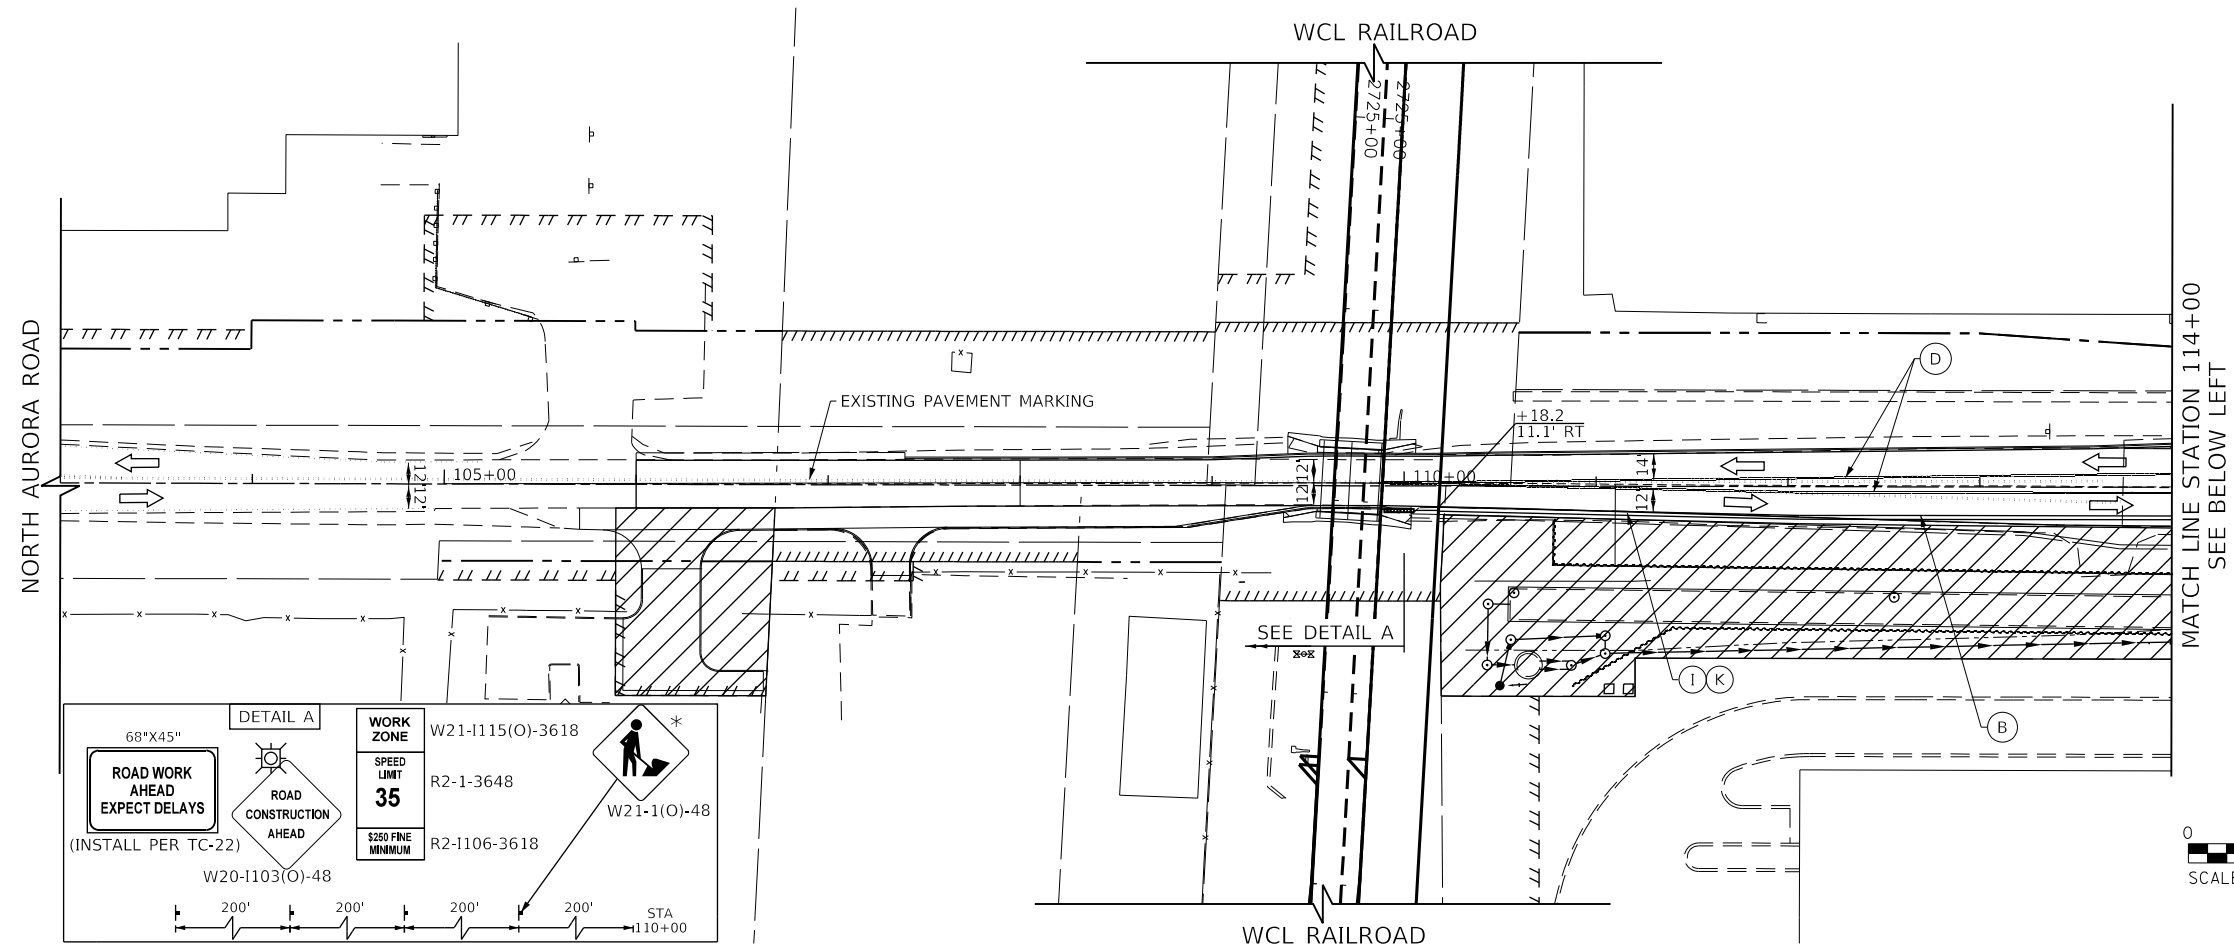 WCL RAILROAD
2725+00
2725+00
NORTH AURORA ROAD
MATCH LINE STATION 114+00
SEE BELOW LEFT
D
EXISTING PAVEMENT MARKING
+18.2
11.1' RT
12'
12'
105+00
12'
12'
110+00
14'
12'
SEE DETAIL A
I
K
B
DETAIL A
68"X45"
ROAD WORK
AHEAD
EXPECT DELAYS
(INSTALL PER TC-22)
ROAD
CONSTRUCTION
AHEAD
W20-I103(O)-48
WORK
ZONE
W21-I115(O)-3618
SPEED
LIMIT
35
R2-1-3648
$250 FINE
MINIMUM
R2-I106-3618
*
W21-1(O)-48
200'
200'
200'
200'
STA
110+00
WCL RAILROAD
0
SCALE